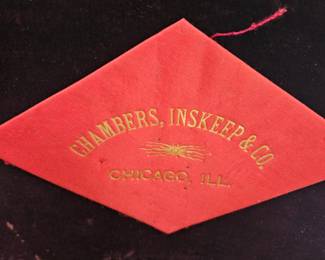 CHAMBERS, INSKEEP & CO.
CHICAGO, ILL.